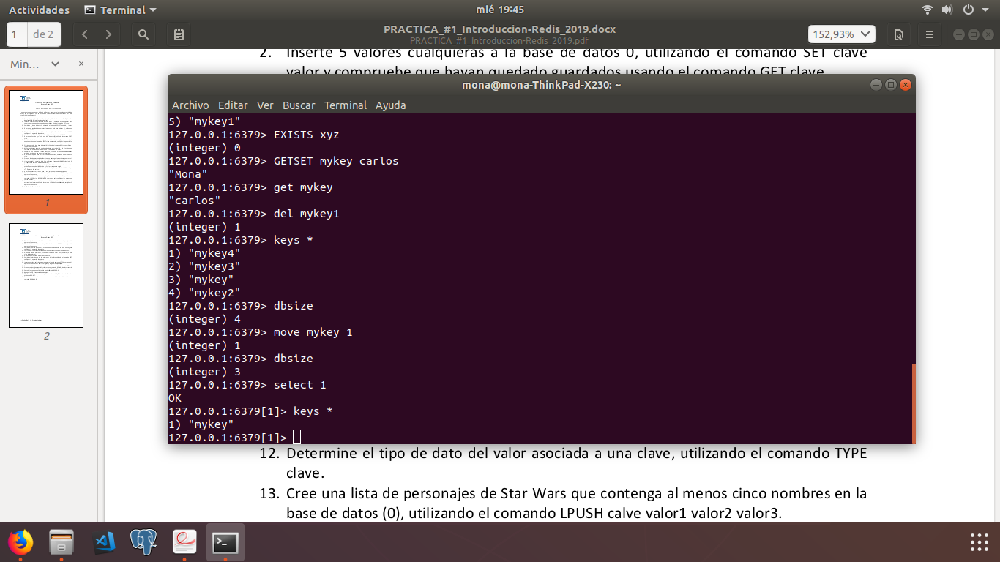 Actividades
Terminal
mié 19:45
1
de 2
PRACTICA_#1_Introduccion-Redis_2019.docx
PRACTICA_#1_Introduccion-Redis_2019.pdf
152,93%
Min...
1
2
2. Inserte 5 valores cualquieras a la base de datos 0, utilizando el comando SET clave
valor y compruebe que hayan quedado guardados usando el comando GET clave
mona@mona-ThinkPad-X230: ~
Archivo Editar Ver Buscar Terminal Ayuda
5) "mykey1"
127.0.0.1:6379> EXISTS xyz
(integer) 0
127.0.0.1:6379> GETSET mykey carlos
"Mona"
127.0.0.1:6379> get mykey
"carlos"
127.0.0.1:6379> del mykey1
(integer) 1
127.0.0.1:6379> keys *
1) "mykey4"
2) "mykey3"
3) "mykey"
4) "mykey2"
127.0.0.1:6379> dbsize
(integer) 4
127.0.0.1:6379> move mykey 1
(integer) 1
127.0.0.1:6379> dbsize
(integer) 3
127.0.0.1:6379> select 1
OK
127.0.0.1:6379[1]> keys *
1) "mykey"
127.0.0.1:6379[1]>
12. Determine el tipo de dato del valor asociada a una clave, utilizando el comando TYPE
clave.
13. Cree una lista de personajes de Star Wars que contenga al menos cinco nombres en la
base de datos (0), utilizando el comando LPUSH calve valor1 valor2 valor3.